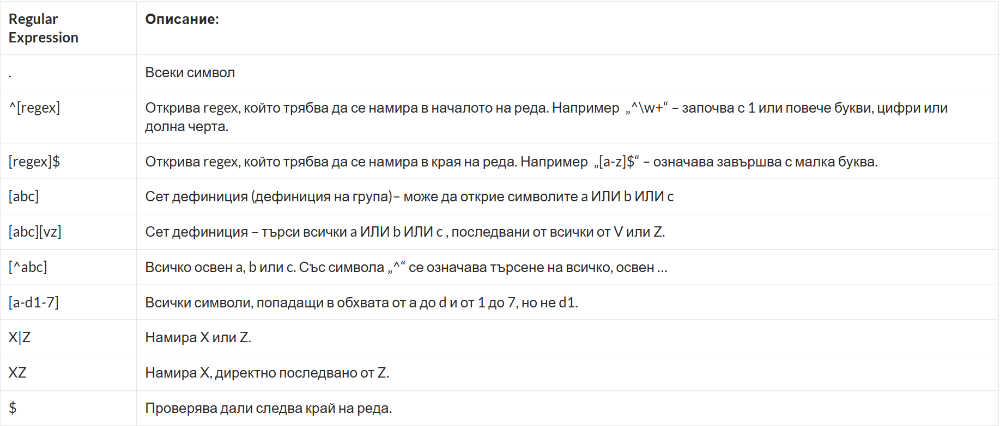 Regular
Expression
Описание:
.
Всеки символ
^[regex]
Открива regex, който трябва да се намира в началото на реда. Например „^\w+“ – започва с 1 или повече букви, цифри или
долна черта.
[regex]$
Открива regex, който трябва да се намира в края на реда. Например „[a-z]$“ – означава завършва с малка буква.
[abc]
Сет дефиниция (дефиниция на група)– може да открие символите a ИЛИ b ИЛИ c
[abc][vz]
Сет дефиниция – търси всички a ИЛИ b ИЛИ c , последвани от всички от V или Z.
[^abc]
Всичко освен a, b или c. Със символа „^“ се означава търсене на всичко, освен ...
[a-d1-7]
Всички символи, попадащи в обхвата от a до d и от 1 до 7, но не d1.
X|Z
Намира X или Z.
XZ
Намира X, директно последвано от Z.
$
Проверява дали следва край на реда.